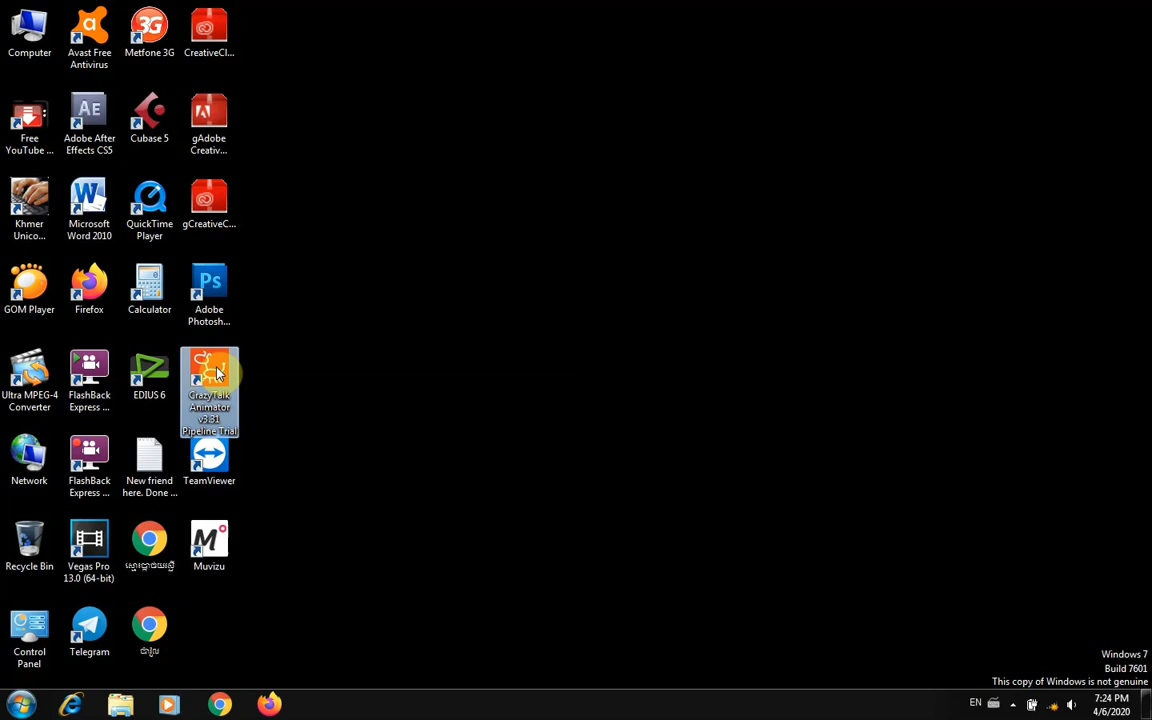 Computer
Avast Free
Antivirus
Metfone 3G
CreativeCl...
Free
YouTube ...
Adobe After
Effects CS5
Cubase 5
gAdobe
Creativ...
Khmer
Unico...
Microsoft
Word 2010
QuickTime
Player
gCreativeC...
GOM Player
Firefox
Calculator
Adobe
Photosh...
Ultra MPEG-4
Converter
FlashBack
Express ...
EDIUS 6
CrazyTalk
Animator
v3.31
Pipeline Trial
Network
FlashBack
Express ...
New friend
here. Done ...
TeamViewer
Recycle Bin
Vegas Pro
13.0 (64-bit)
Muvizu
Control
Panel
Telegram
Windows 7
Build 7601
This copy of Windows is not genuine
EN
7:24 PM
4/6/2020